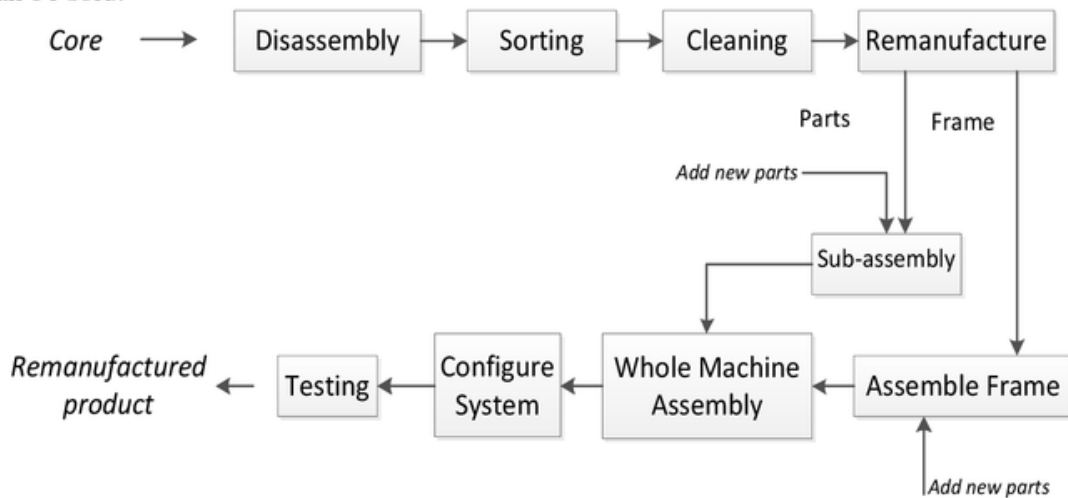 Core
Disassembly
Sorting
Cleaning
Remanufacture
Parts
Frame
Add new parts
Sub-assembly
Remanufactured
product
Testing
Configure
System
Whole Machine
Assembly
Assemble Frame
Add new parts